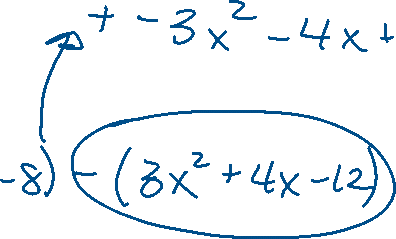 + -3x² - 4x +
-8) - (3x² + 4x - 12)